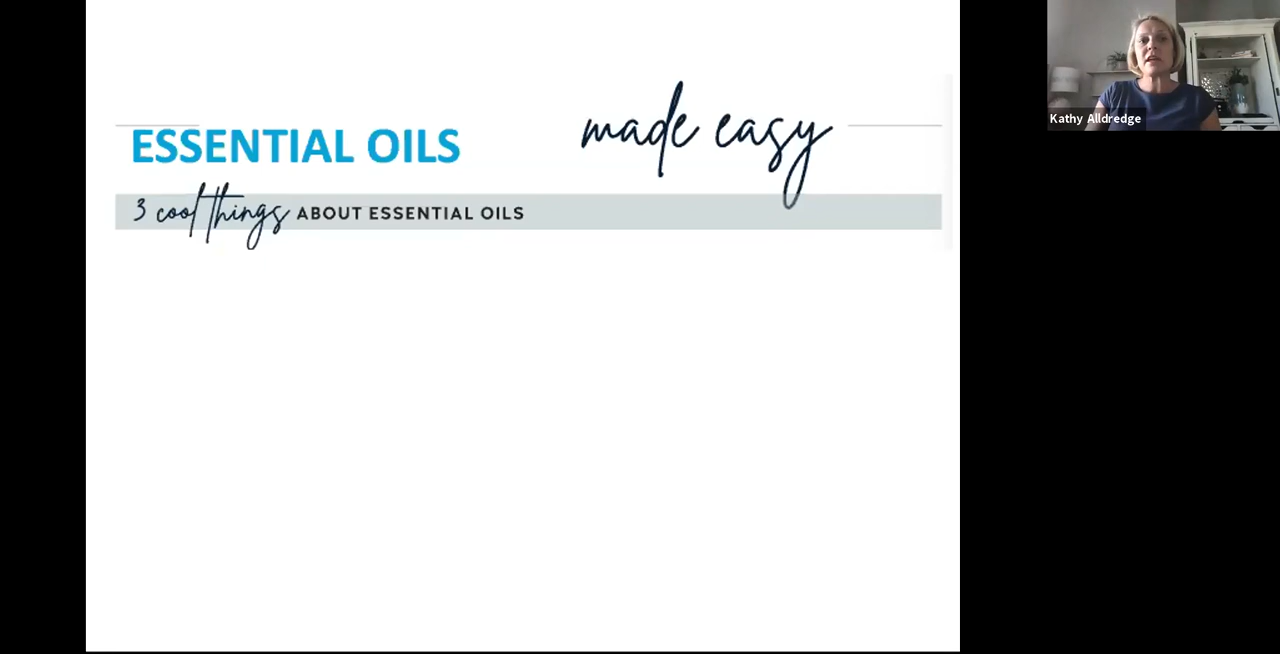 ESSENTIAL OILS made easy
3 cool things ABOUT ESSENTIAL OILS
Kathy Alldredge